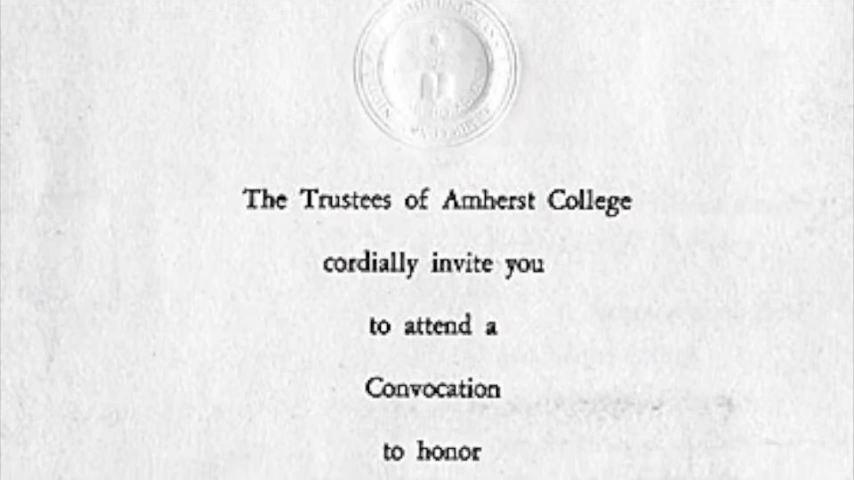 The Trustees of Amherst College
cordially invite you
to attend a
Convocation
to honor